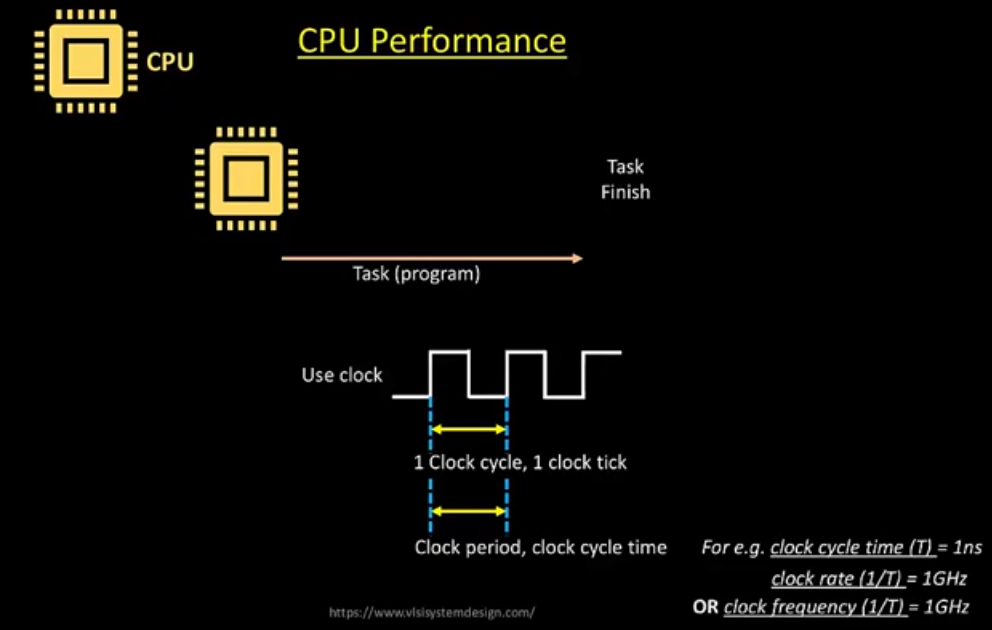 CPU
CPU Performance
Task
Finish
Task (program)
Use clock
1 Clock cycle, 1 clock tick
Clock period, clock cycle time
For e.g. clock cycle time (T) = 1ns
clock rate (1/T) = 1GHz
OR clock frequency (1/T) = 1GHz
https://www.vlsisystemdesign.com/